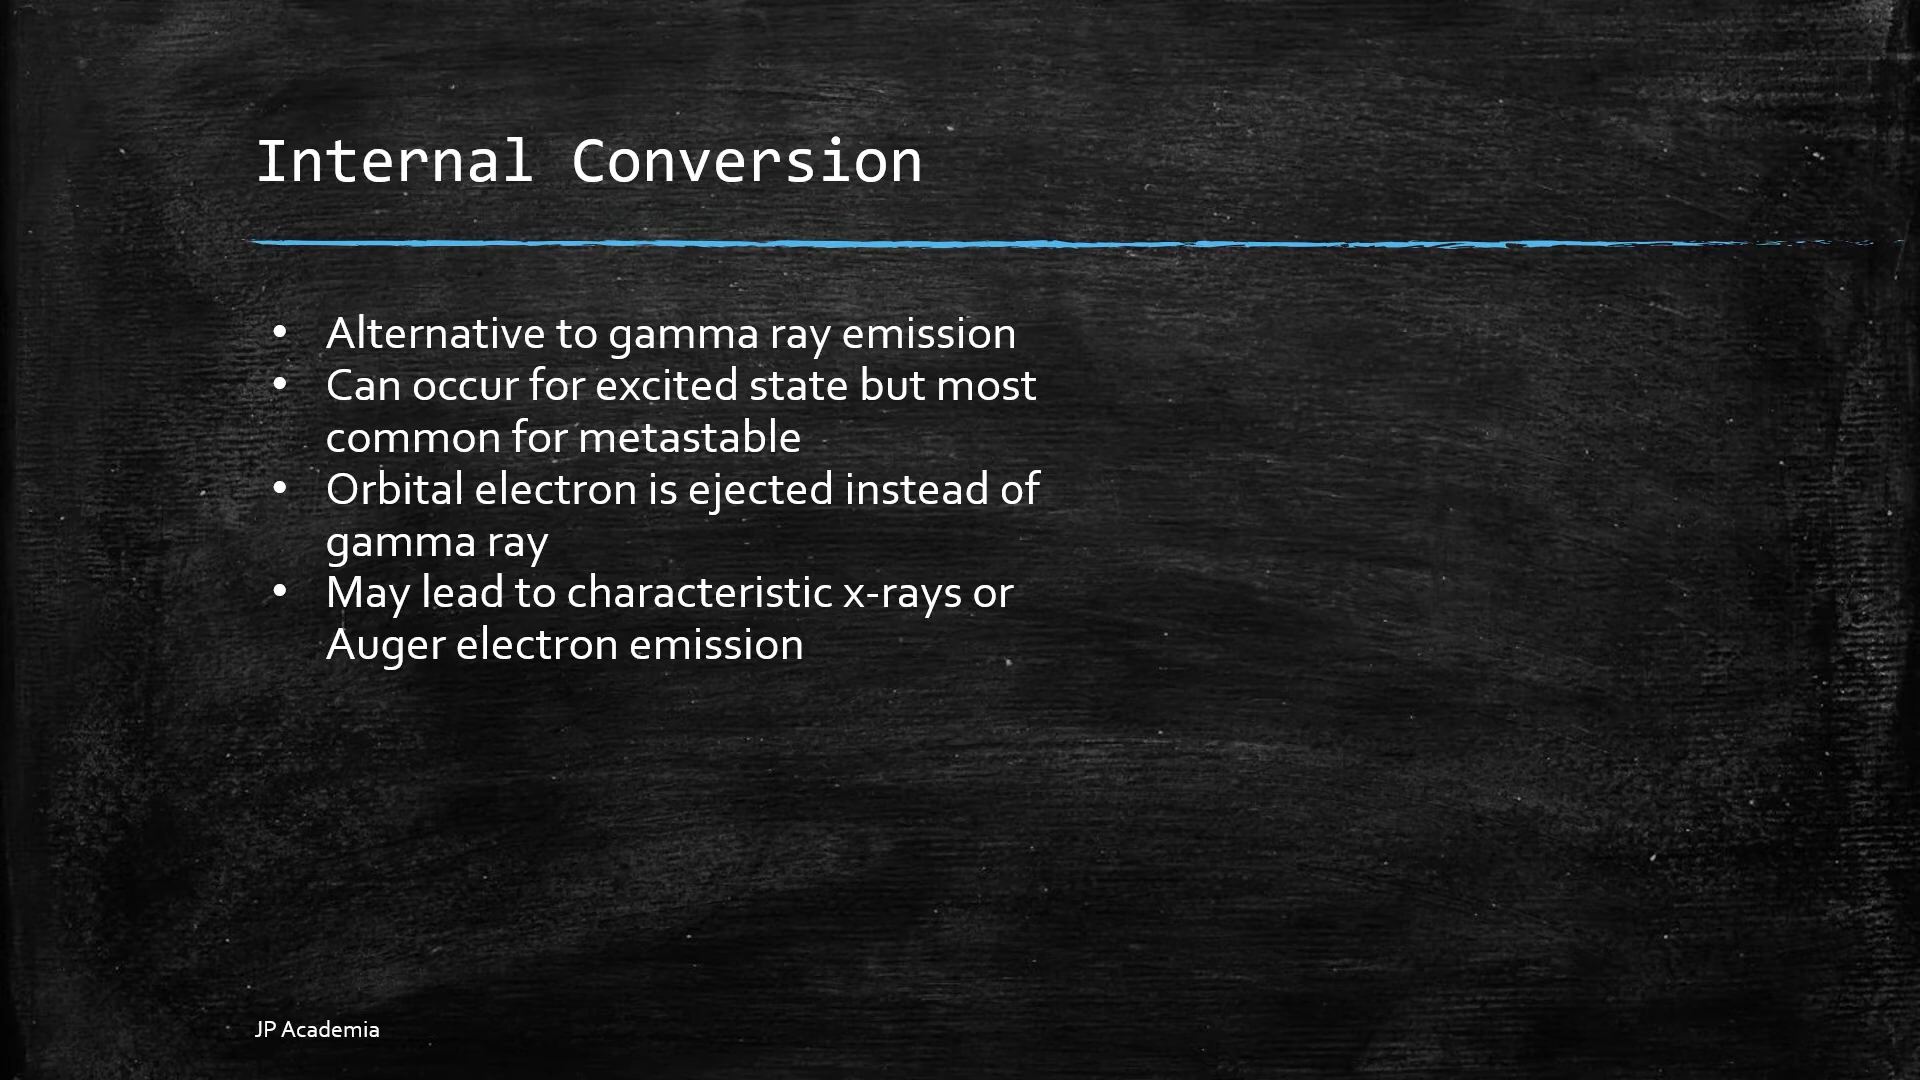 Internal Conversion
• Alternative to gamma ray emission
• Can occur for excited state but most
common for metastable
• Orbital electron is ejected instead of
gamma ray
• May lead to characteristic x-rays or
Auger electron emission
JP Academia